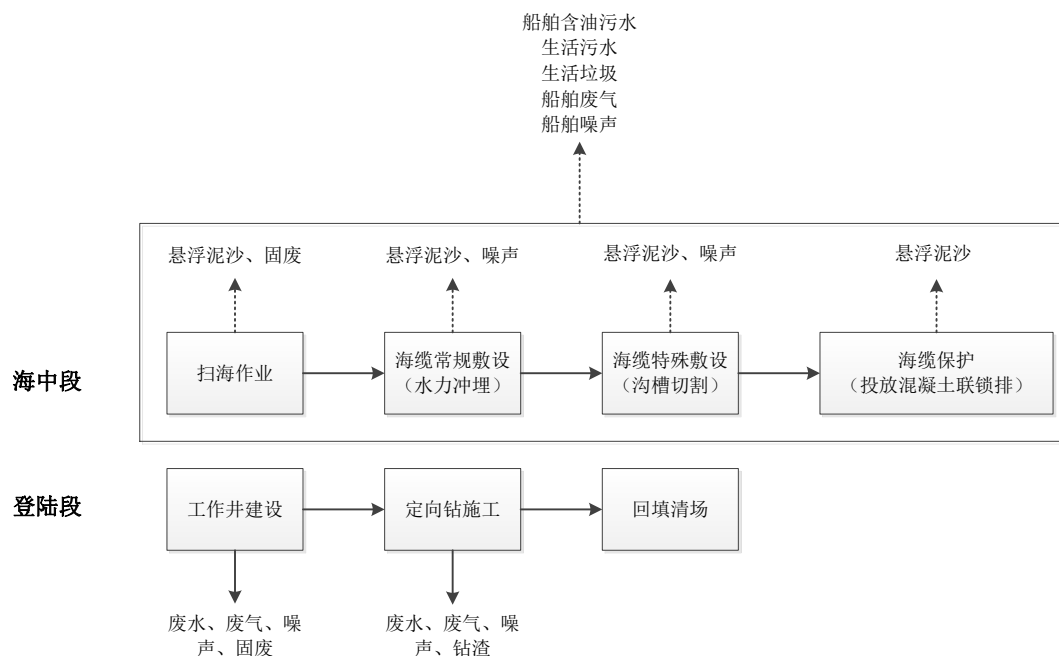 船舶含油污水
生活污水
生活垃圾
船舶废气
船舶噪声
悬浮泥沙、固废
悬浮泥沙、噪声
悬浮泥沙、噪声
悬浮泥沙
海中段
扫海作业
海缆常规敷设
（水力冲埋）
海缆特殊敷设
（沟槽切割）
海缆保护
（投放混凝土联锁排）
登陆段
工作井建设
定向钻施工
回填清场
废水、废气、噪
声、固废
废水、废气、噪
声、钻渣